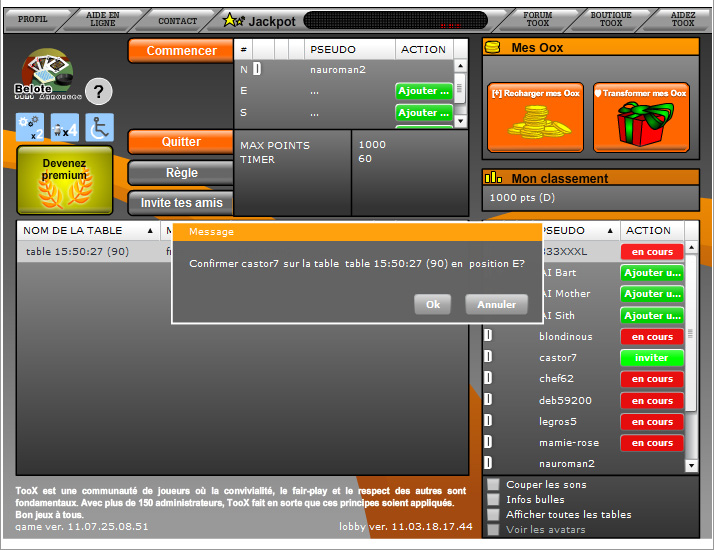 PROFIL
AIDE EN LIGNE
CONTACT
Jackpot
FORUM TOOX
BOUTIQUE TOOX
AIDEZ TOOX
Belote
?
x2
x4
Devenez premium
Commencer
Quitter
Règle
Invite tes amis
# PSEUDO ACTION
N nauroman2
E ... Ajouter ...
S ... Ajouter ...
MAX POINTS 1000
TIMER 60
Mes Oox
[+] Recharger mes Oox
Transformer mes Oox
Mon classement
1000 pts (D)
NOM DE LA TABLE
table 15:50:27 (90)
Message
Confirmer castor7 sur la table table 15:50:27 (90) en position E?
Ok Annuler
PSEUDO ACTION
333XXXL en cours
AI Bart Ajouter u...
AI Mother Ajouter u...
AI Sith Ajouter u...
blondinous en cours
castor7 inviter
chef62 en cours
deb59200 en cours
legros5 en cours
mamie-rose en cours
nauroman2
TooX est une communauté de joueurs où la convivialité, le fair-play et le respect des autres sont
fondamentaux. Avec plus de 150 administrateurs, TooX fait en sorte que ces principes soient appliqués.
Bon jeux à tous.
game ver. 11.07.25.08.51
lobby ver. 11.03.18.17.44
Couper les sons
Infos bulles
Afficher toutes les tables
Voir les avatars